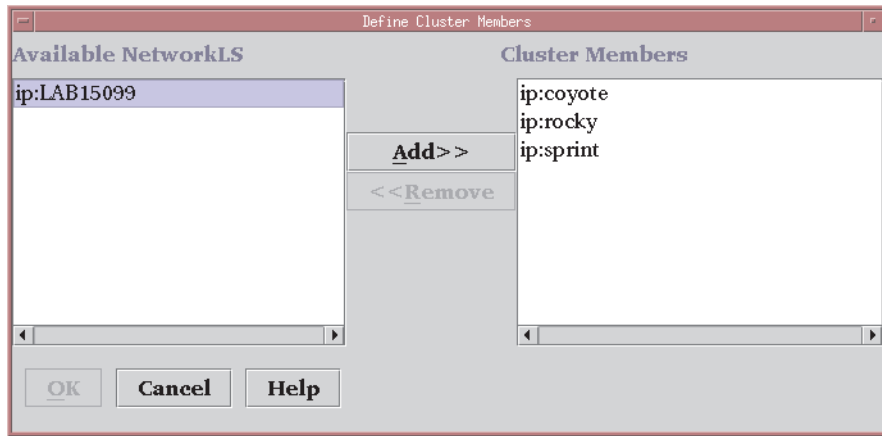 Define Cluster Members
Available NetworkLS
Cluster Members
ip:LAB15099
ip:coyote
ip:rocky
ip:sprint
Add>>
<<Remove
OK
Cancel
Help